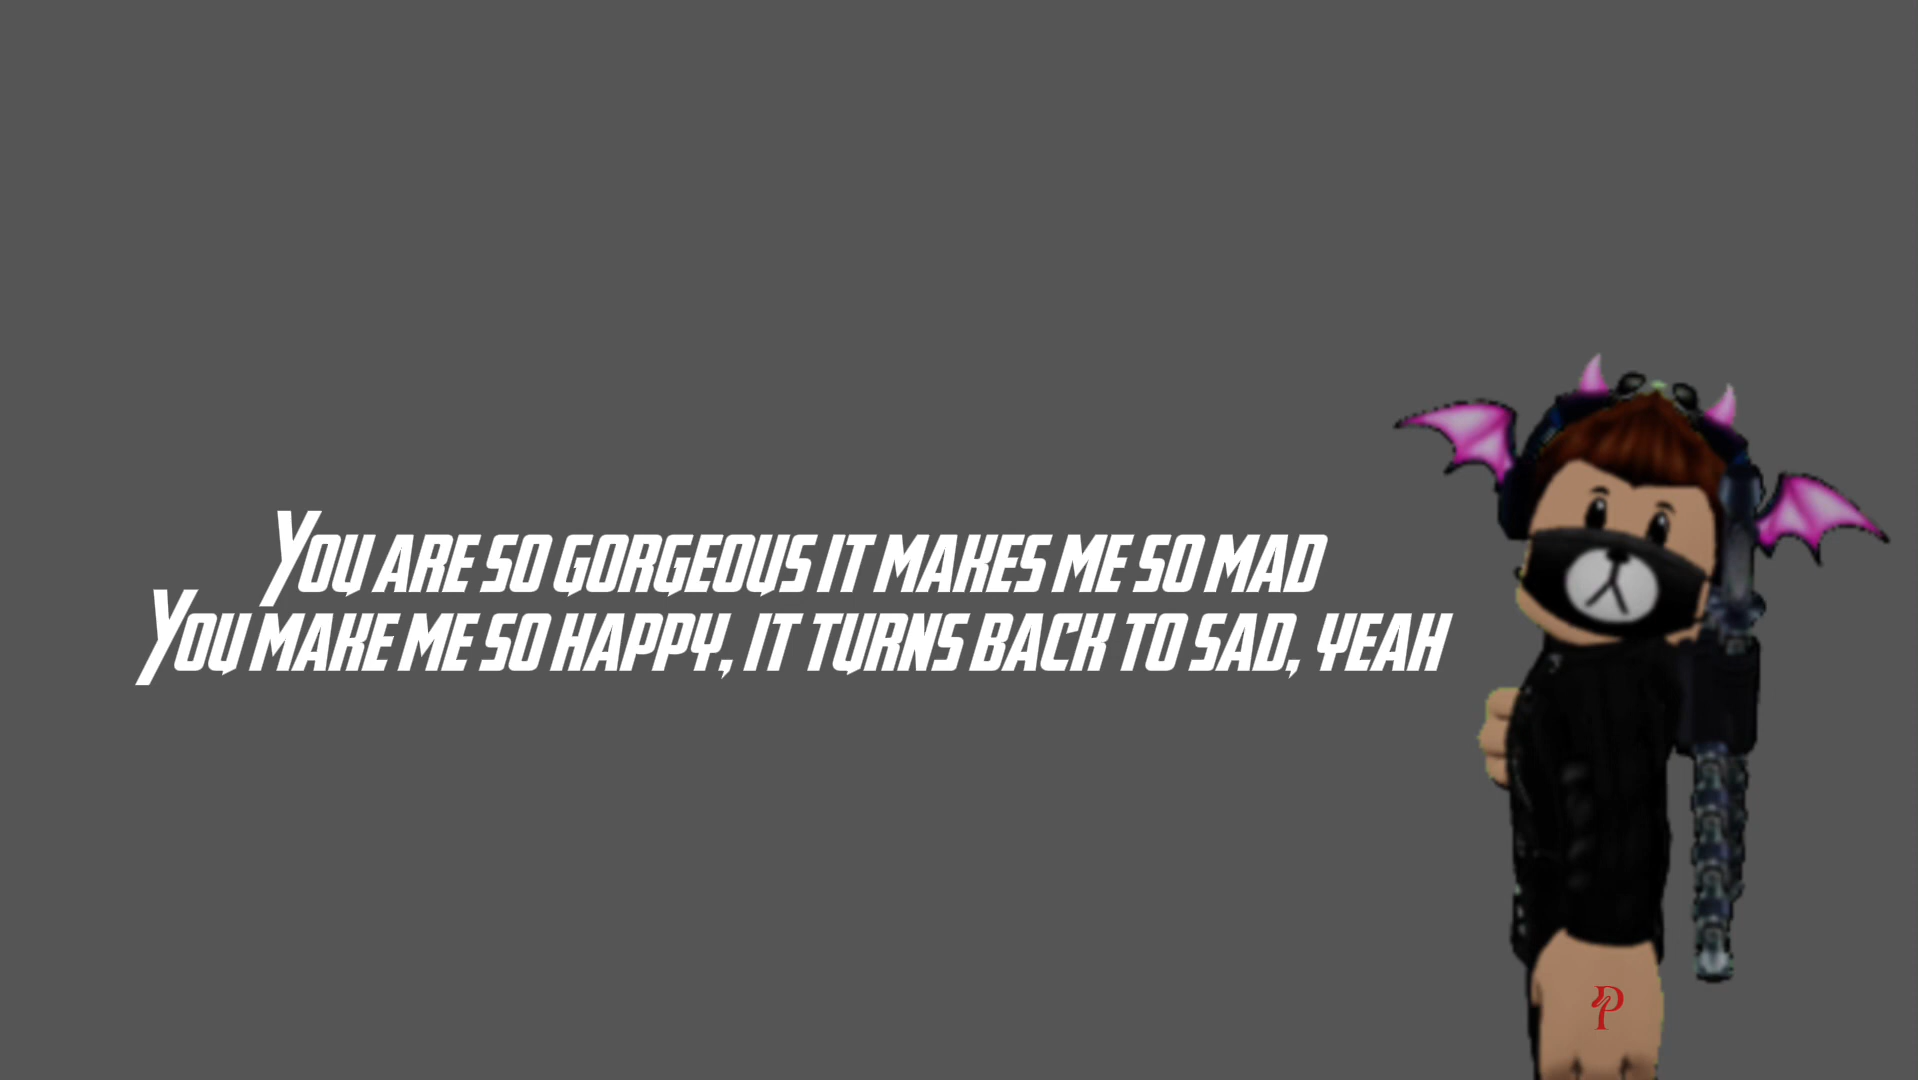 You are so gorgeous it makes me so mad
You make me so happy, it turns back to sad, yeah
P